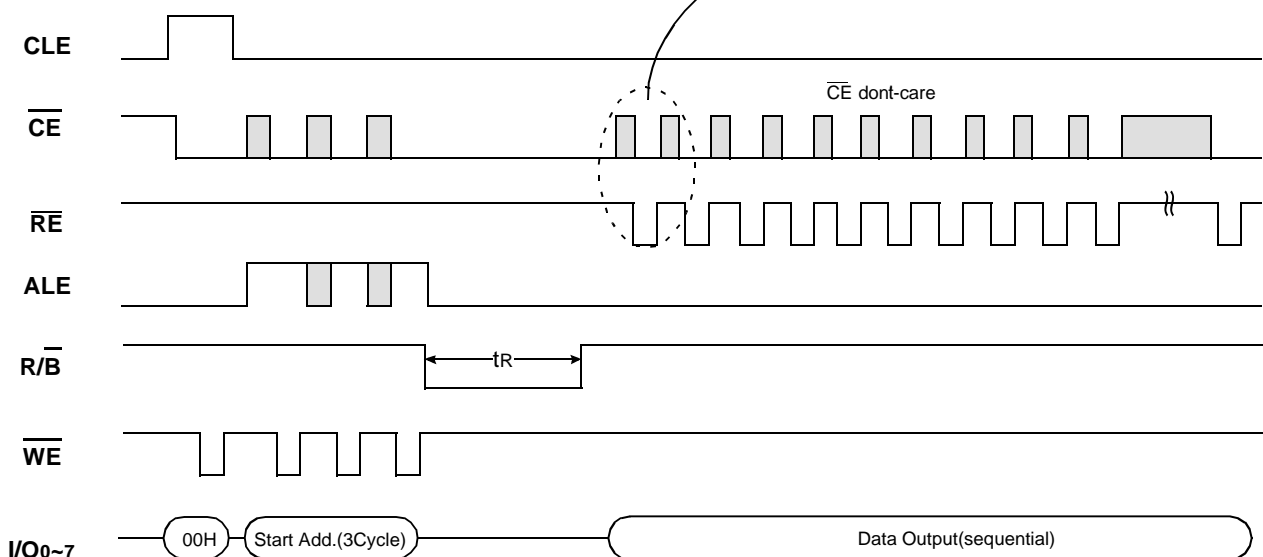 CLE
CE
CE dont-care
RE
ALE
R/B
tR
WE
I/O0~7
00H
Start Add.(3Cycle)
Data Output(sequential)